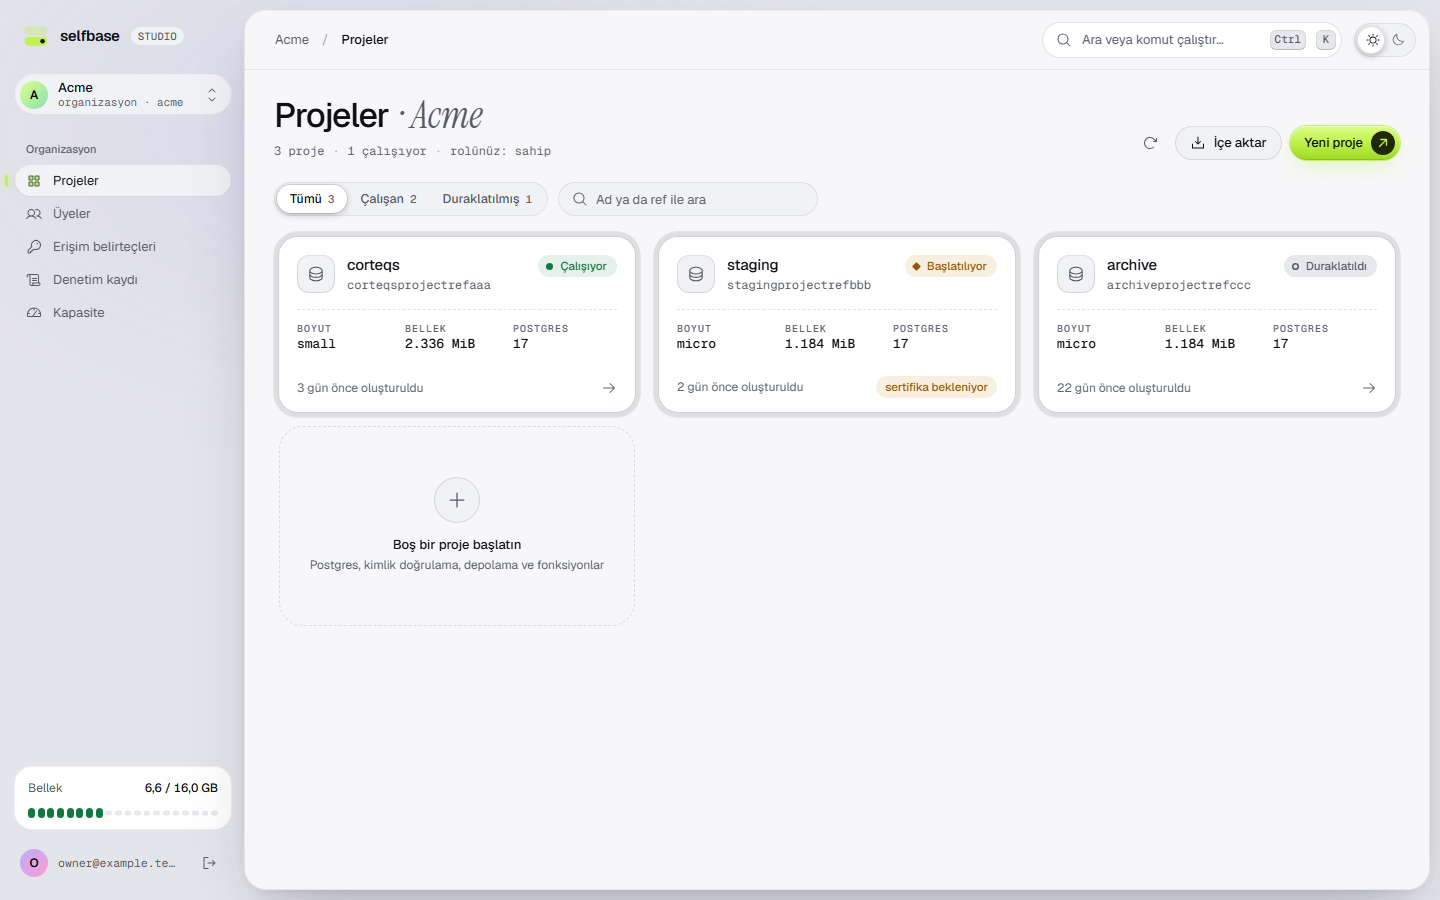 selfbase STUDIO
A Acme
organizasyon · acme
Organizasyon
Projeler
Üyeler
Erişim belirteçleri
Denetim kaydı
Kapasite
Bellek 6,6 / 16,0 GB
O owner@example.te…
Acme / Projeler
Ara veya komut çalıştır… Ctrl K
Projeler · Acme
3 proje · 1 çalışıyor · rolünüz: sahip
İçe aktar
Yeni proje
Tümü 3 Çalışan 2 Duraklatılmış 1
Ad ya da ref ile ara
corteqs Çalışıyor
corteqsprojectrefaaa
BOYUT BELLEK POSTGRES
small 2.336 MiB 17
3 gün önce oluşturuldu
staging Başlatılıyor
stagingprojectrefbbb
BOYUT BELLEK POSTGRES
micro 1.184 MiB 17
2 gün önce oluşturuldu sertifika bekleniyor
archive Duraklatıldı
archiveprojectrefccc
BOYUT BELLEK POSTGRES
micro 1.184 MiB 17
22 gün önce oluşturuldu
Boş bir proje başlatın
Postgres, kimlik doğrulama, depolama ve fonksiyonlar